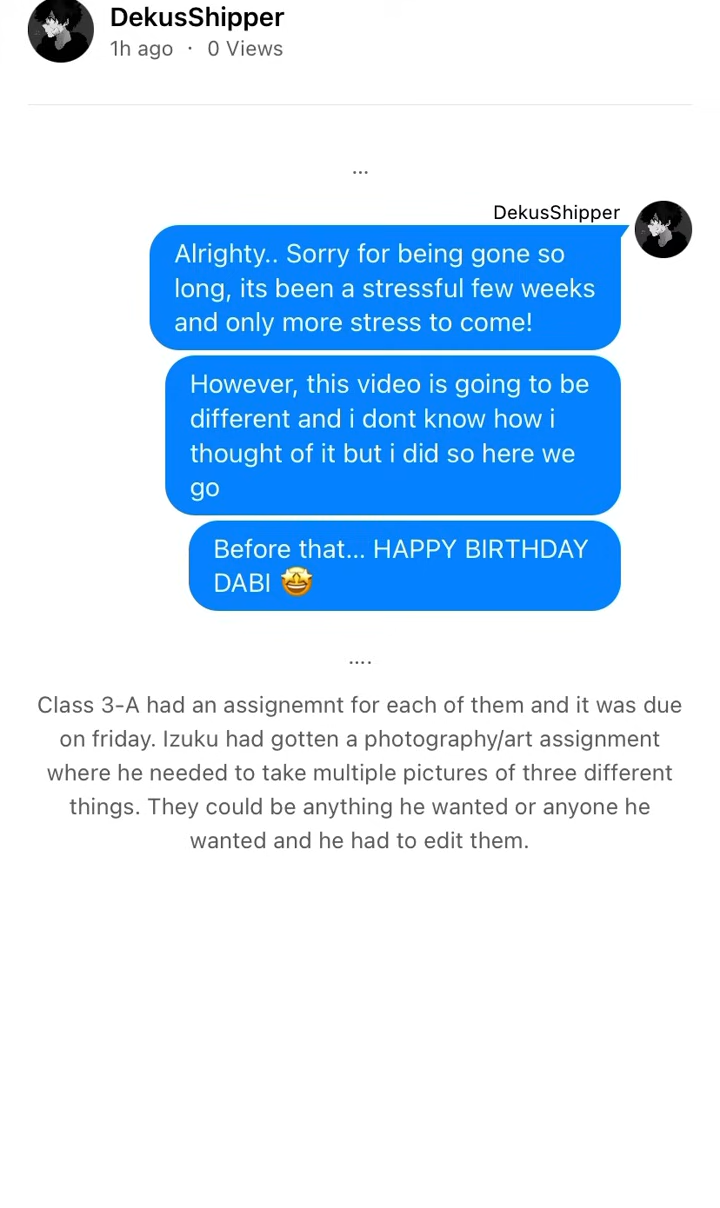 DekusShipper
1h ago · 0 Views
...
DekusShipper
Alrighty.. Sorry for being gone so
long, its been a stressful few weeks
and only more stress to come!
However, this video is going to be
different and i dont know how i
thought of it but i did so here we
go
Before that... HAPPY BIRTHDAY
DABI 🤩
....
Class 3-A had an assignemnt for each of them and it was due
on friday. Izuku had gotten a photography/art assignment
where he needed to take multiple pictures of three different
things. They could be anything he wanted or anyone he
wanted and he had to edit them.